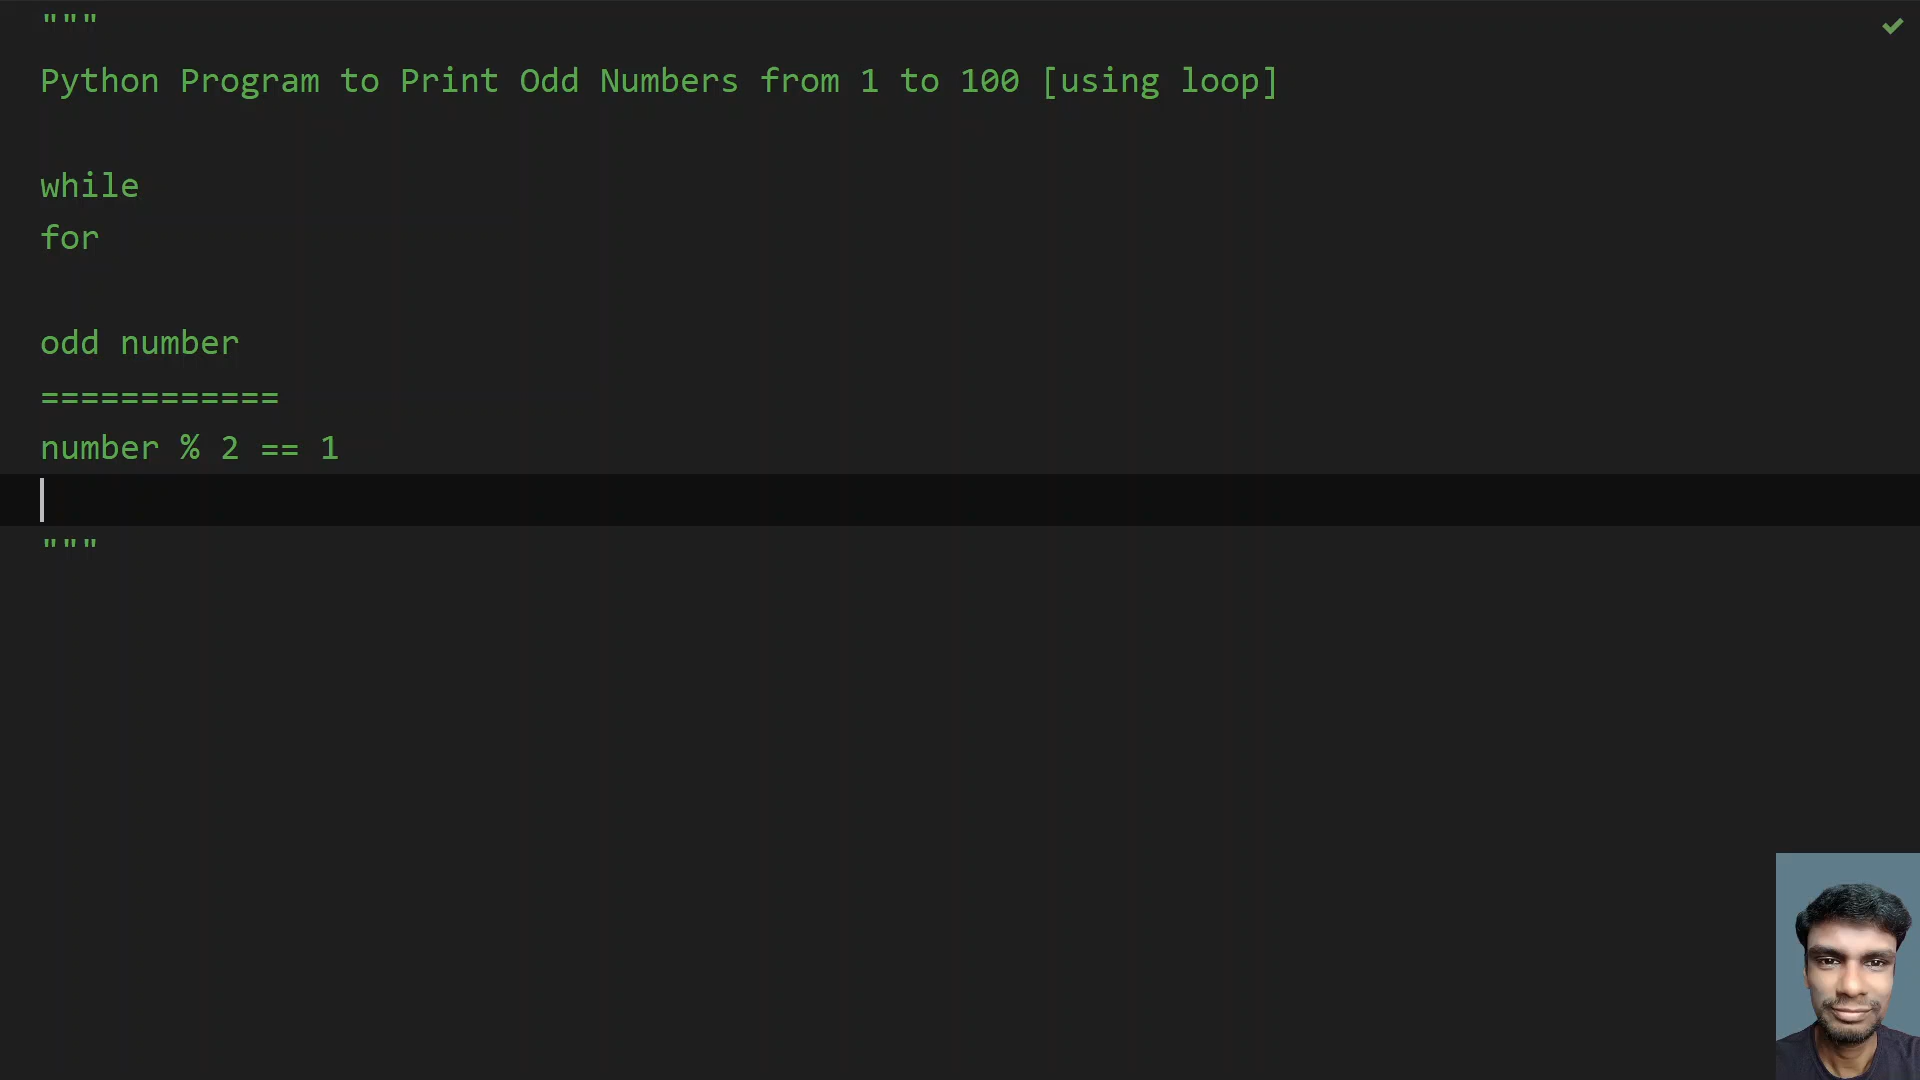 """
Python Program to Print Odd Numbers from 1 to 100 [using loop]
while
for
odd number
============
number % 2 == 1
"""